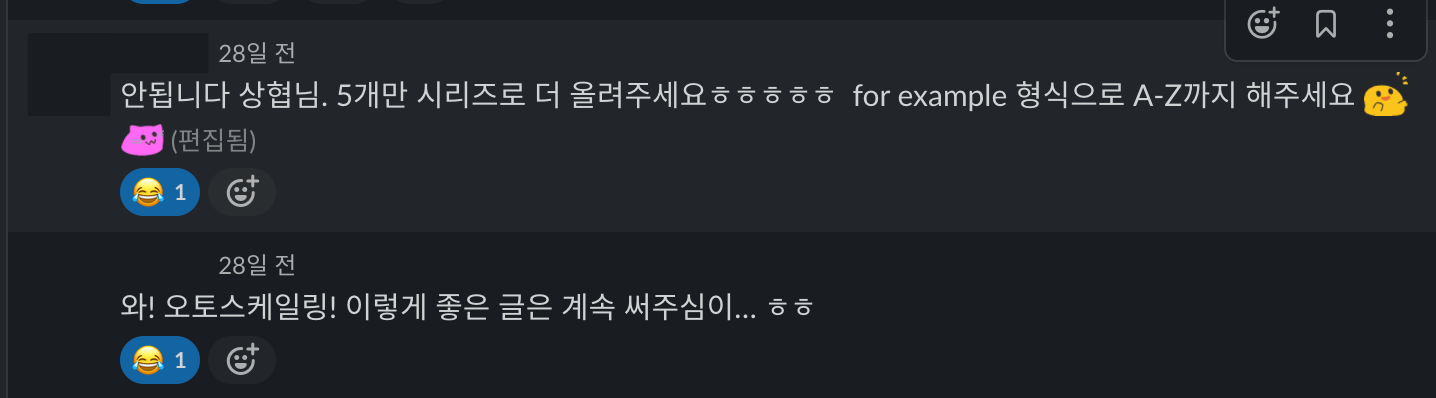 28일 전
안됩니다 상협님. 5개만 시리즈로 더 올려주세요ㅎㅎㅎㅎㅎ for example 형식으로 A-Z까지 해주세요
(편집됨)
1
28일 전
와! 오토스케일링! 이렇게 좋은 글은 계속 써주심이... ㅎㅎ
1